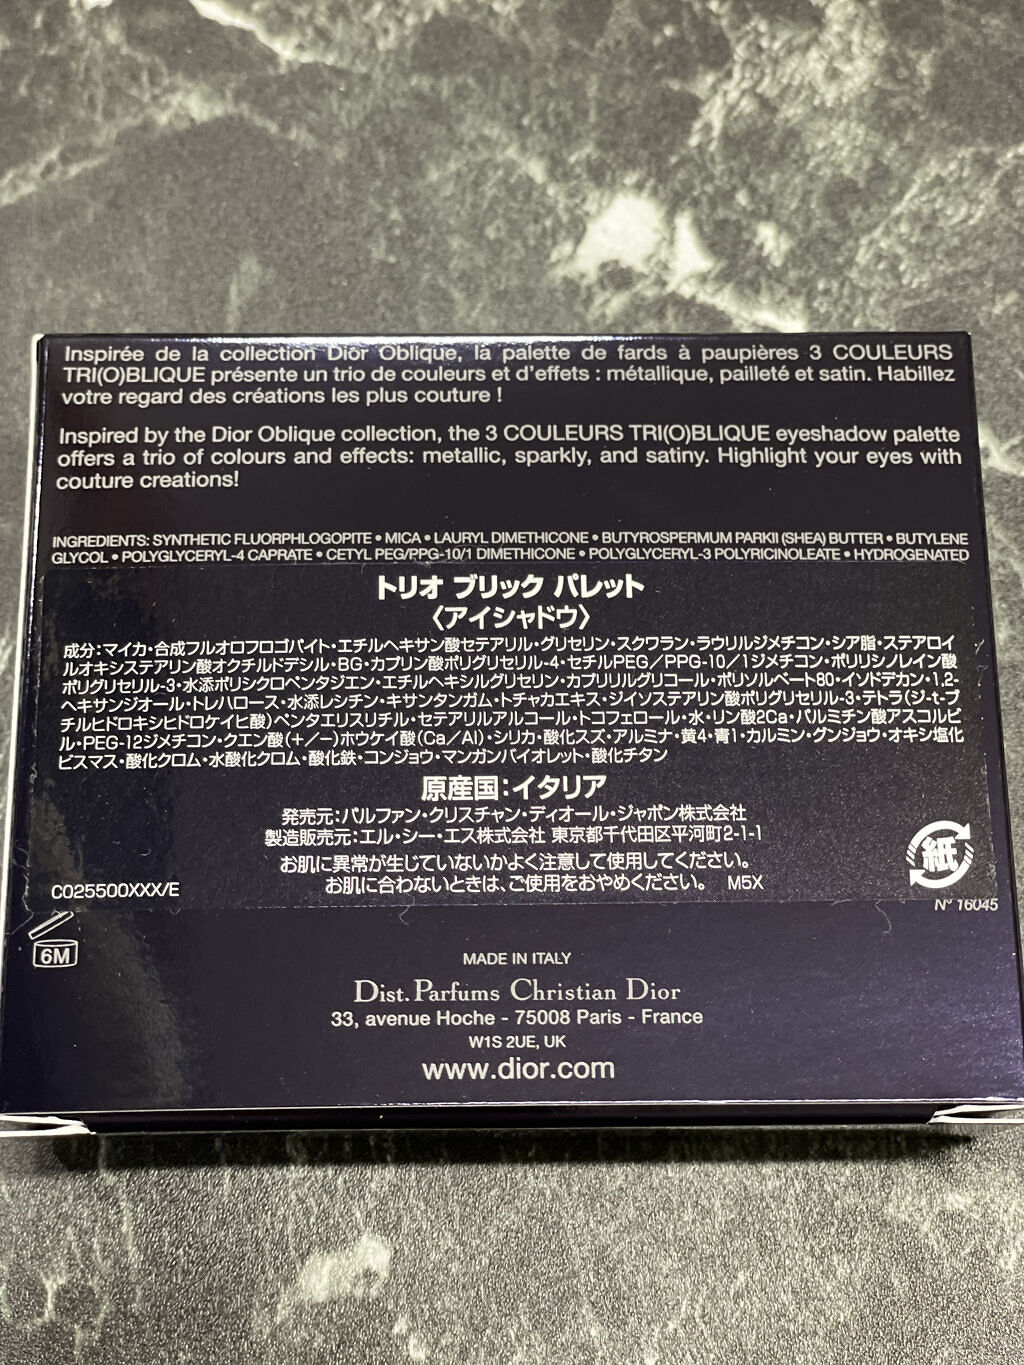 Inspirée de la collection Dior Oblique, la palette de fards à paupières 3 COULEURS
TRI(O)BLIQUE présente un trio de couleurs et d'effets : métallique, pailleté et satin. Habillez
votre regard des créations les plus couture !
Inspired by the Dior Oblique collection, the 3 COULEURS TRI(O)BLIQUE eyeshadow palette
offers a trio of colours and effects: metallic, sparkly, and satiny. Highlight your eyes with
couture creations!
INGREDIENTS: SYNTHETIC FLUORPHLOGOPITE • MICA • LAURYL DIMETHICONE • BUTYROSPERMUM PARKII (SHEA) BUTTER • BUTYLENE
GLYCOL • POLYGLYCERYL-4 CAPRATE • CETYL PEG/PPG-10/1 DIMETHICONE • POLYGLYCERYL-3 POLYRICINOLEATE • HYDROGENATED
トリオ ブリック パレット
〈アイシャドウ〉
成分:マイカ・合成フルオロフロゴパイト・エチルヘキサン酸セテアリル・グリセリン・スクワラン・ラウリルジメチコン・シア脂・ステアロイ
ルオキシステアリン酸オクチルドデシル・BG・カプリン酸ポリグリセリル-4・セチルPEG/PPG-10/1ジメチコン・ポリリシノレイン酸
ポリグリセリル-3・水添ポリシクロペンタジエン・エチルヘキシルグリセリン・カプリリルグリコール・ポリソルベート80・イソドデカン・1,2-
ヘキサンジオール・トレハロース・水添レシチン・キサンタンガム・トチャカエキス・ジイソステアリン酸ポリグリセリル-3・テトラ(ジ-t-ブ
チルヒドロキシヒドロケイヒ酸)ペンタエリスリチル・セテアリルアルコール・トコフェロール・水・リン酸2Ca・パルミチン酸アスコルビ
ル・PEG-12ジメチコン・クエン酸(+/−)ホウケイ酸(Ca/Al)・シリカ・酸化スズ・アルミナ・黄4・青1・カルミン・グンジョウ・オキシ塩化
ビスマス・酸化クロム・水酸化クロム・酸化鉄・コンジョウ・マンガンバイオレット・酸化チタン
原産国:イタリア
発売元:パルファン・クリスチャン・ディオール・ジャポン株式会社
製造販売元:エル・シー・エス株式会社 東京都千代田区平河町2-1-1
お肌に異常が生じていないかよく注意して使用してください。
お肌に合わないときは、ご使用をおやめください。 M5X
紙
C025500XXX/E
Nº 16045
6M
MADE IN ITALY
Dist. Parfums Christian Dior
33, avenue Hoche - 75008 Paris - France
W1S 2UE, UK
www.dior.com